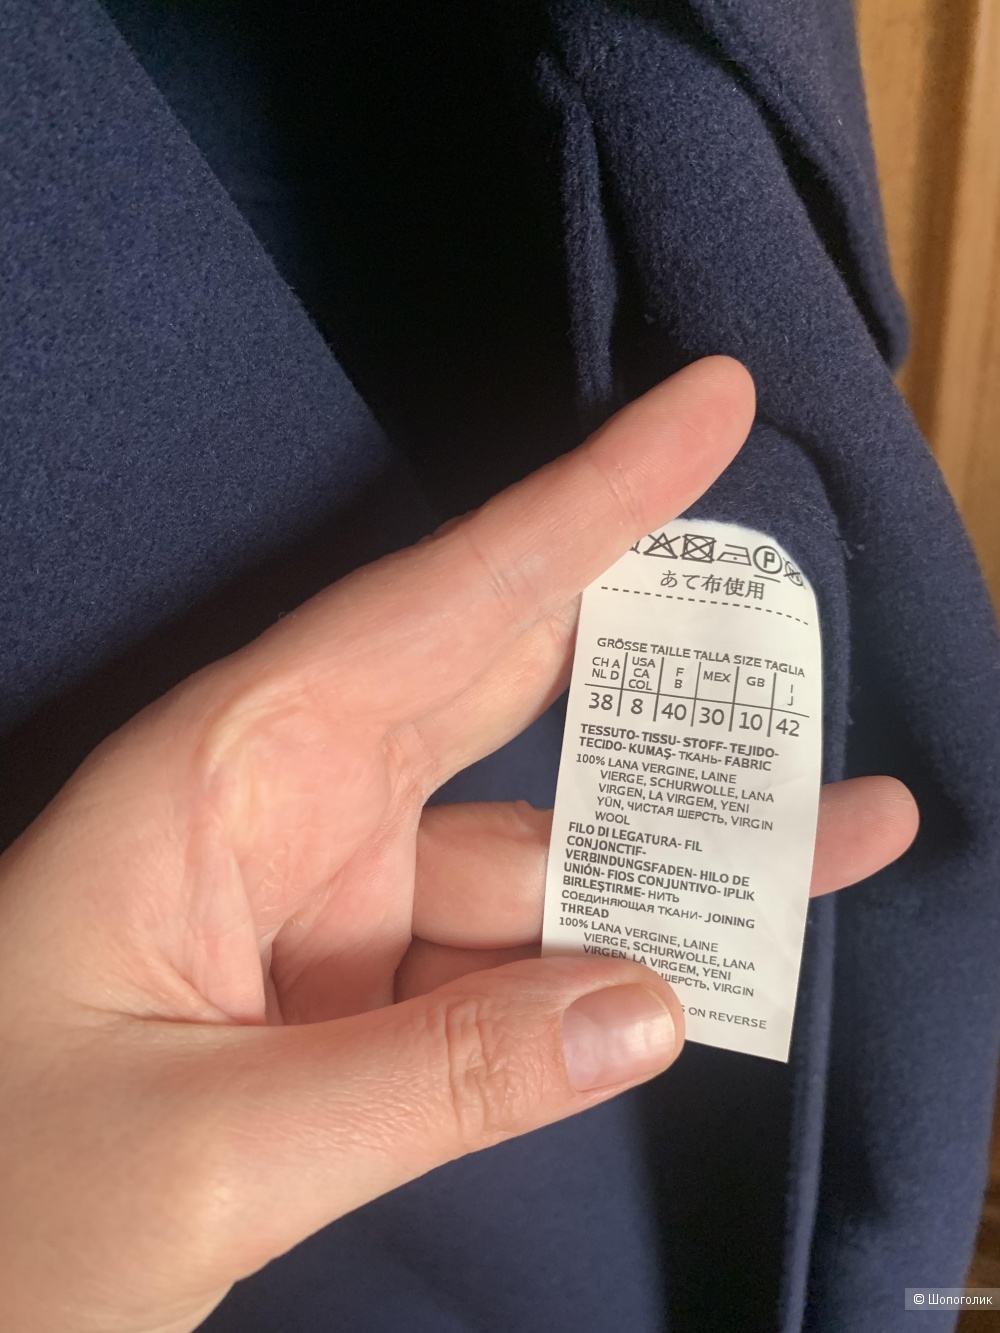 P
あて布使用
GRÖSSE TAILLE TALLA SIZE TAGLIA
CH A NL D USA CA COL F B MEX GB I J
38 8 40 30 10 42
TESSUTO- TISSU- STOFF- TEJIDO-
TECIDO- KUMAŞ- ТКАНЬ- FABRIC
100% LANA VERGINE, LAINE
VIERGE, SCHURWOLLE, LANA
VIRGEN, LA VIRGEM, YENI
YÜN, ЧИСТАЯ ШЕРСТЬ, VIRGIN
WOOL
FILO DI LEGATURA- FIL
CONJONCTIF-
VERBINDUNGSFADEN- HILO DE
UNIÓN- FIOS CONJUNTIVO- IPLIK
BIRLEŞTIRME- НИТЬ
СОЕДИНЯЮЩАЯ ТКАНИ- JOINING
THREAD
100% LANA VERGINE, LAINE
VIERGE, SCHURWOLLE, LANA
VIRGEN, LA VIRGEM, YENI
ШЕРСТЬ, VIRGIN
ON REVERSE
© Шопоголик